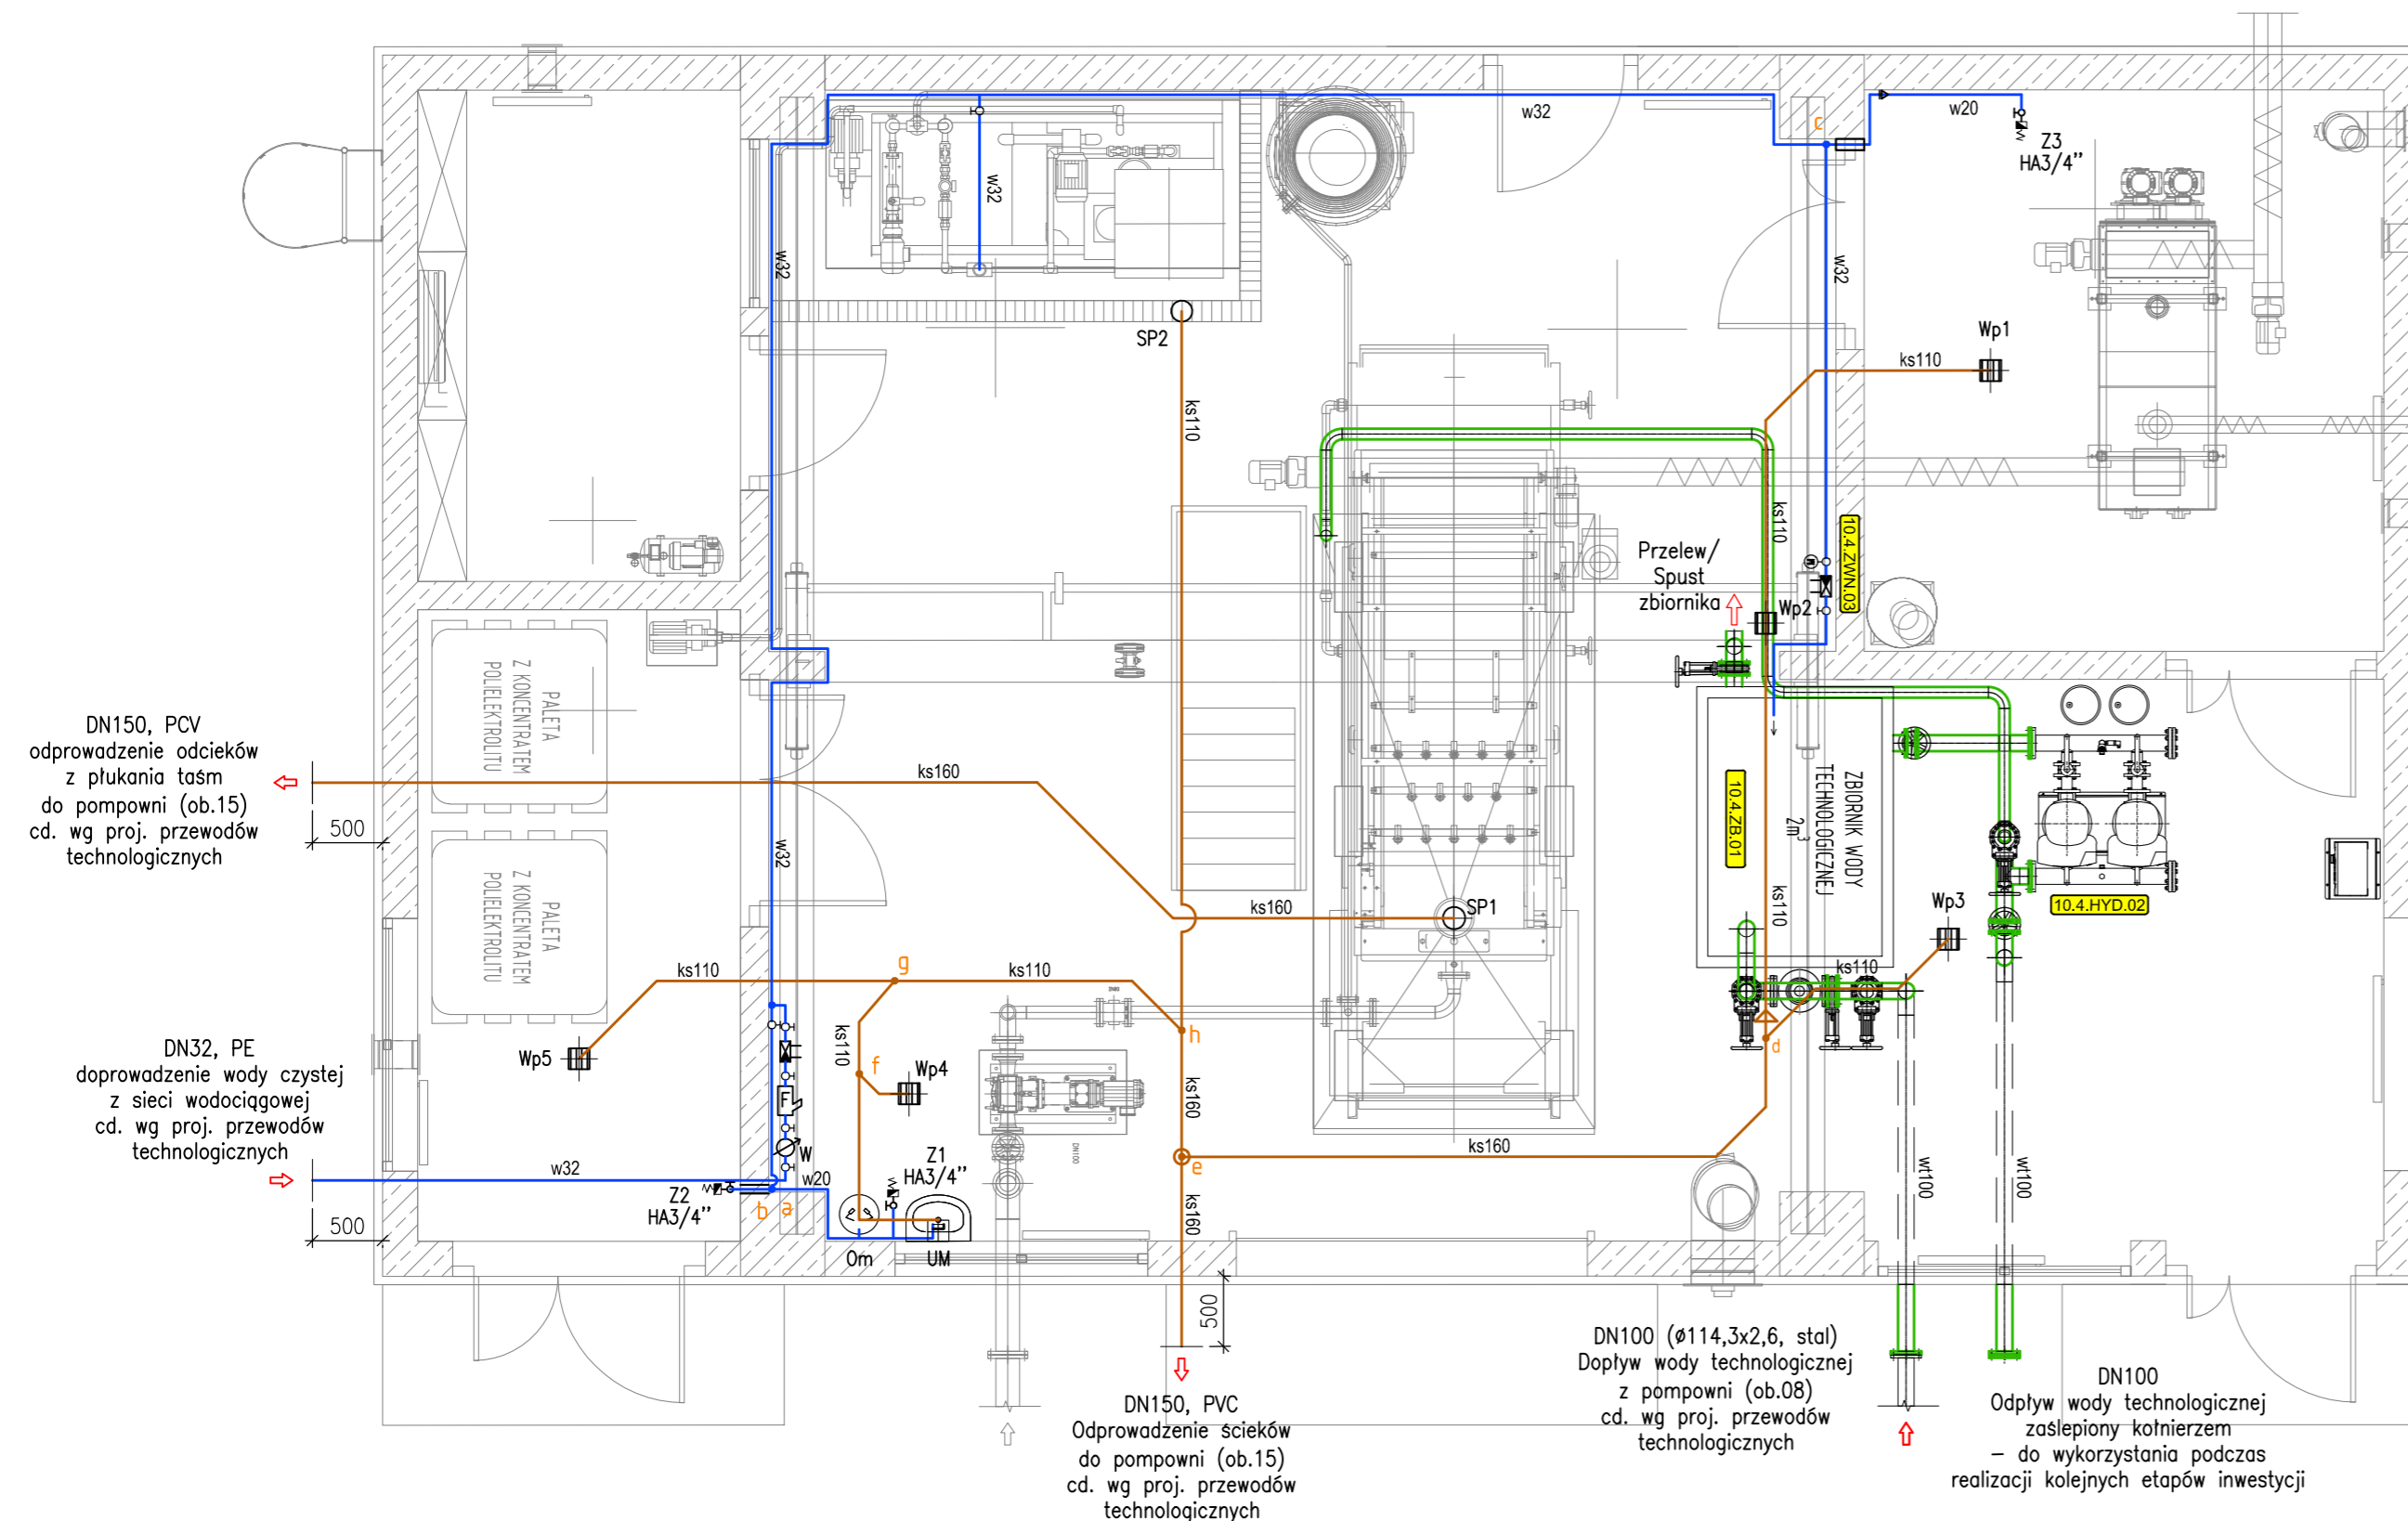 w32
w20
c
Z3
HA3/4"
w32
w32
w32
SP2
Wp1
ks110
ks110
ks110
10.4.ZWN.03
Przelew/
Spust
zbiornika
M
Wp2
PALETA
Z KONCENTRATEM
POLIELEKTROLITU
DN150, PCV
odprowadzenie odcieków
z płukania taśm
do pompowni (ob.15)
cd. wg proj. przewodów
technologicznych
500
ks160
w32
ks160
SP1
10.4.ZB.01
ZBIORNIK WODY
TECHNOLOGICZNEJ
2m³
ks110
10.4.HYD.02
Wp3
ks110
PALETA
Z KONCENTRATEM
POLIELEKTROLITU
ks110
g
ks110
h
d
DN80
Wp5
ks110
f
Wp4
F
W
ks160
DN32, PE
doprowadzenie wody czystej
z sieci wodociągowej
cd. wg proj. przewodów
technologicznych
w32
500
Z2
HA3/4"
b
a
w20
Z1
HA3/4"
Om
UM
DN100
e
ks160
ks160
wt100
wt100
500
DN150, PVC
Odprowadzenie ścieków
do pompowni (ob.15)
cd. wg proj. przewodów
technologicznych
DN100 (ø114,3x2,6, stal)
Dopływ wody technologicznej
z pompowni (ob.08)
cd. wg proj. przewodów
technologicznych
DN100
Odpływ wody technologicznej
zaślepiony kołnierzem
– do wykorzystania podczas
realizacji kolejnych etapów inwestycji